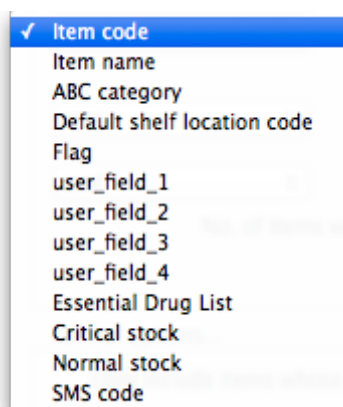 ✓ Item code
Item name
ABC category
Default shelf location code
Flag
user_field_1
user_field_2
user_field_3
user_field_4
Essential Drug List
Critical stock
Normal stock
SMS code